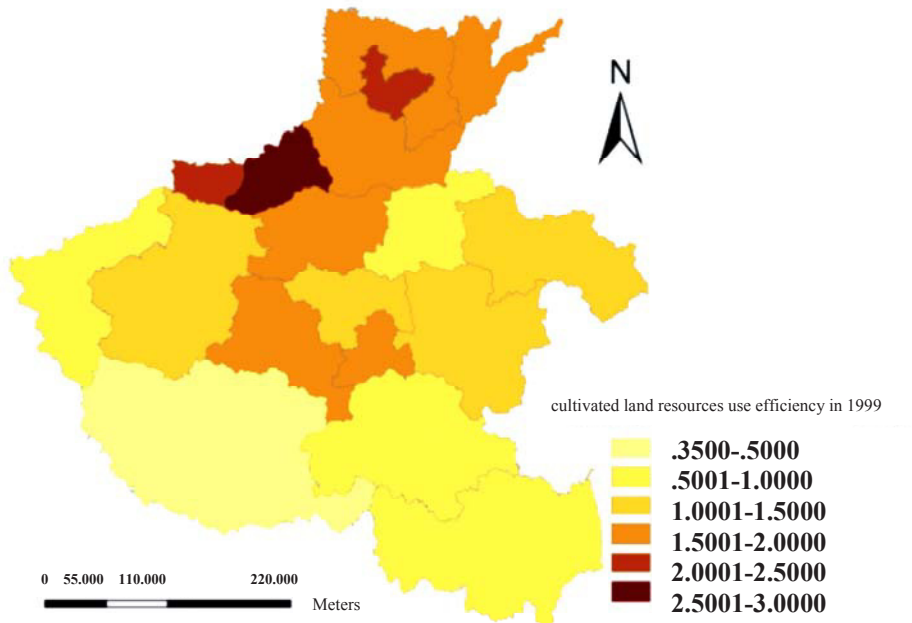 N
cultivated land resources use efficiency in 1999
.3500-.5000
.5001-1.0000
1.0001-1.5000
1.5001-2.0000
2.0001-2.5000
2.5001-3.0000
0 55.000 110.000 220.000
Meters